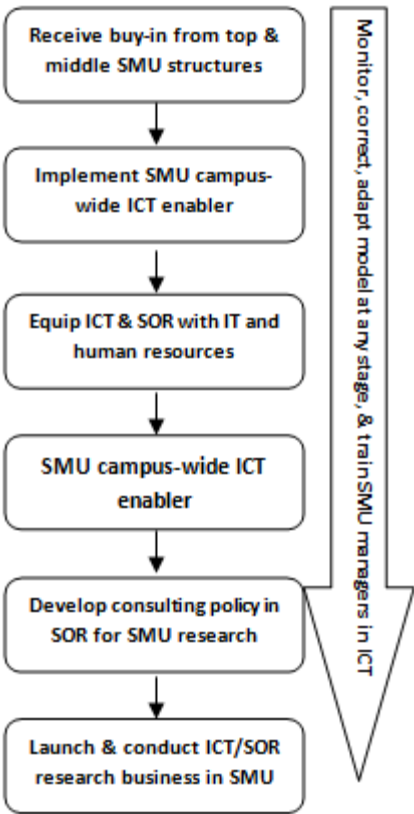 Receive buy-in from top &
middle SMU structures
Implement SMU campus-
wide ICT enabler
Equip ICT & SOR with IT and
human resources
SMU campus-wide ICT
enabler
Develop consulting policy in
SOR for SMU research
Launch & conduct ICT/SOR
research business in SMU
Monitor, correct, adapt model at any stage, & train SMU managers in ICT